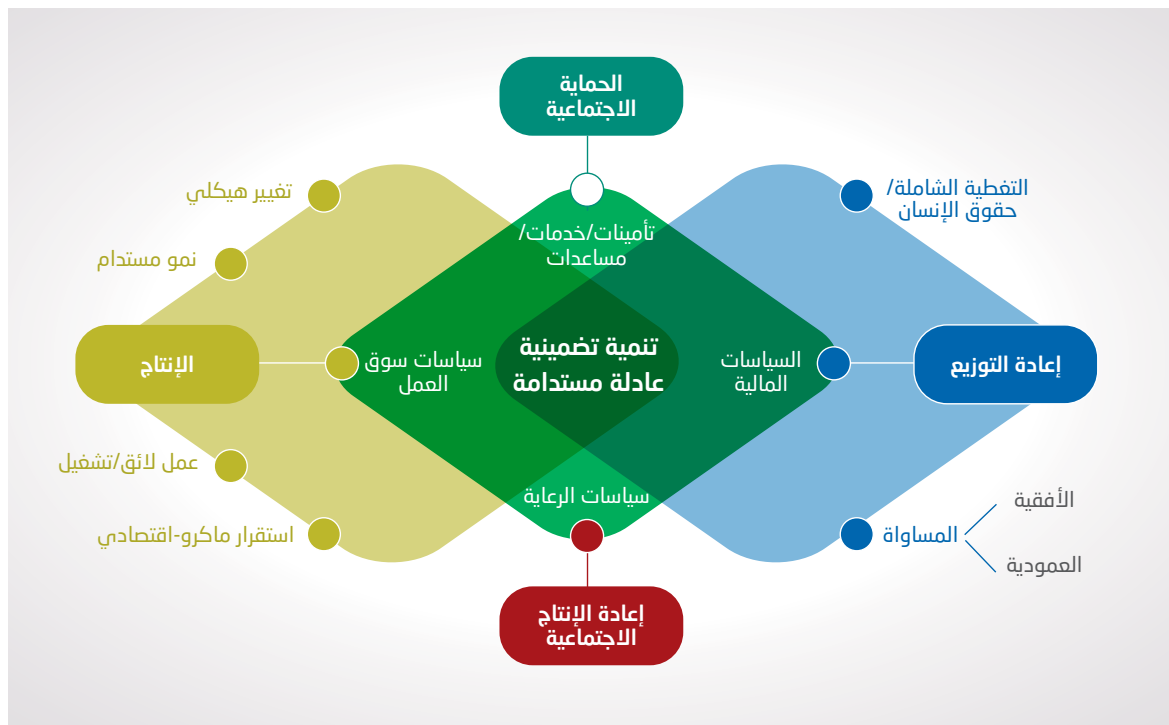 الحماية
الاجتماعية
التغطية الشاملة/
حقوق الإنسان
تغيير هيكلي
تأمينات/خدمات/
مساعدات
نمو مستدام
إعادة التوزيع
السياسات
المالية
تنمية تضمينية
عادلة مستدامة
سياسات سوق
العمل
الإنتاج
عمل لائق/تشغيل
سياسات الرعاية
الأفقية
المساواة
العمودية
استقرار ماكرو-اقتصادي
إعادة الإنتاج
الاجتماعية